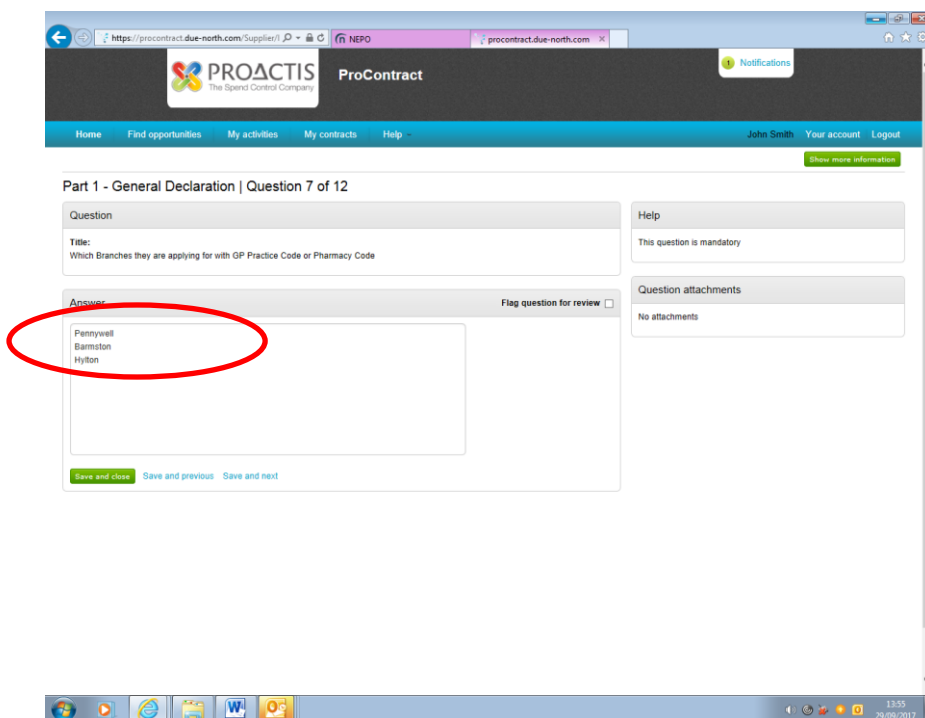 https://procontract.due-north.com/Supplier/
NEPO
procontract.due-north.com
PROACTIS
The Spend Control Company
ProContract
1 Notifications
Home Find opportunities My activities My contracts Help
John Smith Your account Logout
Show more information
Part 1 - General Declaration | Question 7 of 12
Question
Title:
Which Branches they are applying for with GP Practice Code or Pharmacy Code
Help
This question is mandatory
Answer Flag question for review
Pennywell
Barmston
Hylton
Question attachments
No attachments
Save and close Save and previous Save and next
13:55
29/09/2017